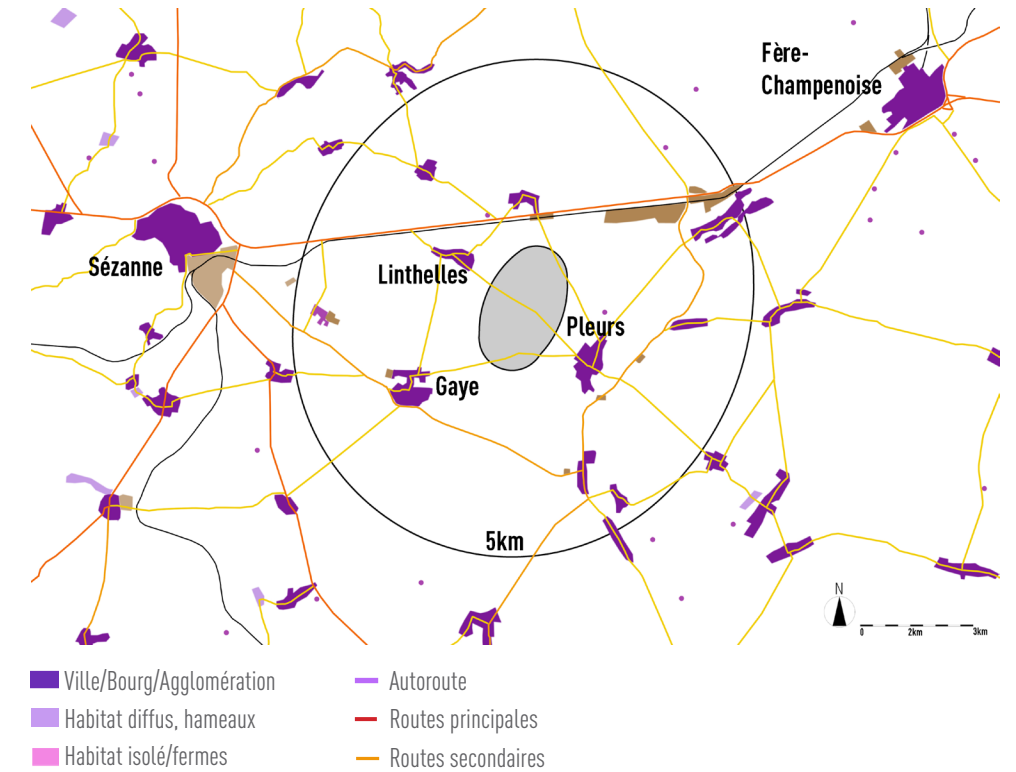 Fère-
Champenoise
Sézanne
Linthelles
Pleurs
Gaye
5km
N
0 2km 3km
Ville/Bourg/Agglomération
Autoroute
Habitat diffus, hameaux
Routes principales
Habitat isolé/fermes
Routes secondaires